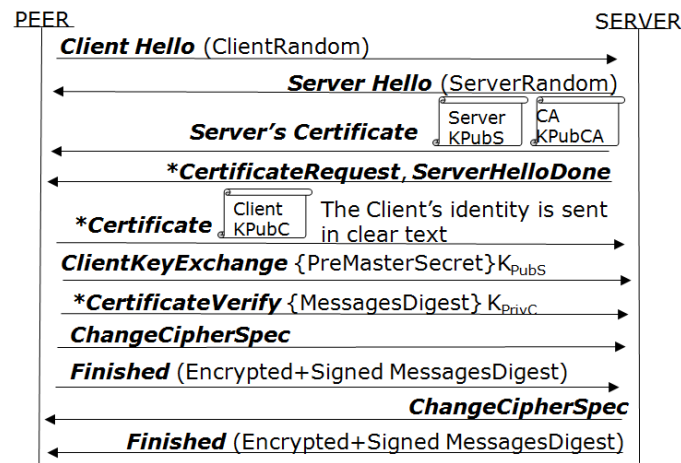 PEER
SERVER
Client Hello (ClientRandom)
Server Hello (ServerRandom)
Server's Certificate
Server
KPubS
CA
KPubCA
*CertificateRequest, ServerHelloDone
*Certificate
Client
KPubC
The Client's identity is sent
in clear text
ClientKeyExchange {PreMasterSecret}KPubS
*CertificateVerify {MessagesDigest} KPrivC
ChangeCipherSpec
Finished (Encrypted+Signed MessagesDigest)
ChangeCipherSpec
Finished (Encrypted+Signed MessagesDigest)